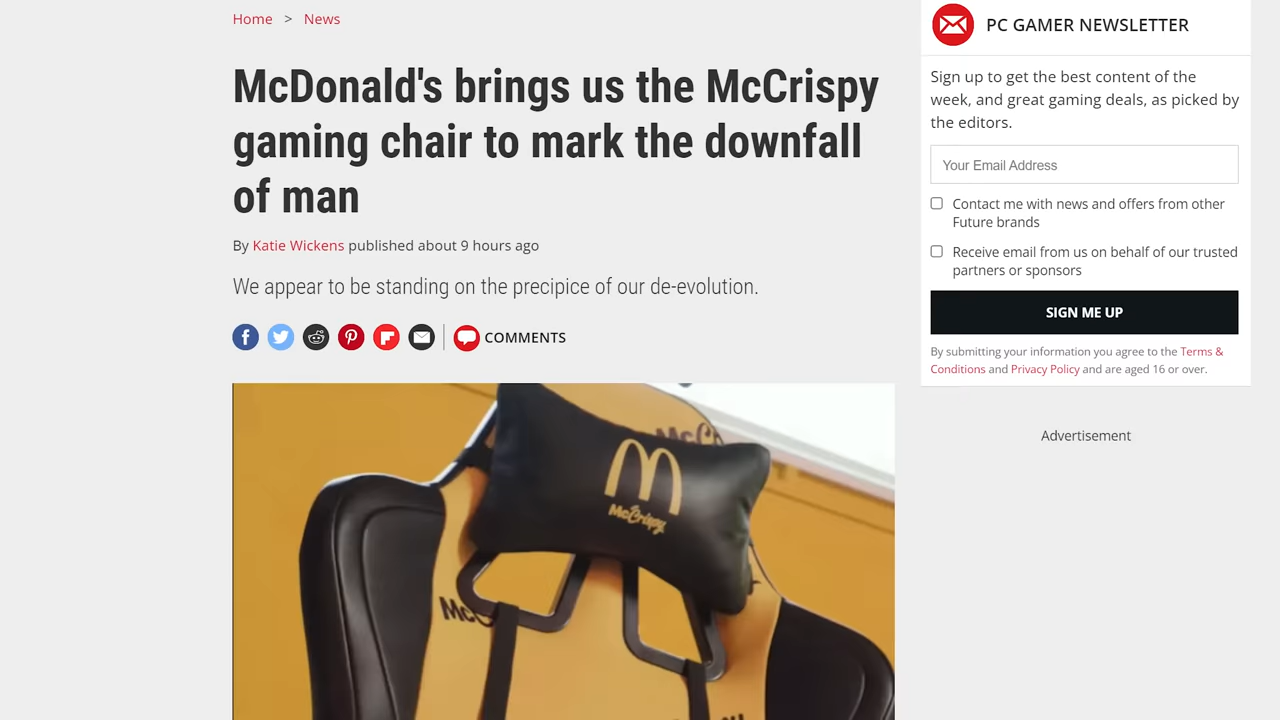 Home > News
McDonald's brings us the McCrispy
gaming chair to mark the downfall
of man
By Katie Wickens published about 9 hours ago
We appear to be standing on the precipice of our de-evolution.
COMMENTS
McCrispy
PC GAMER NEWSLETTER
Sign up to get the best content of the
week, and great gaming deals, as picked by
the editors.
Your Email Address
Contact me with news and offers from other
Future brands
Receive email from us on behalf of our trusted
partners or sponsors
SIGN ME UP
By submitting your information you agree to the Terms &
Conditions and Privacy Policy and are aged 16 or over.
Advertisement